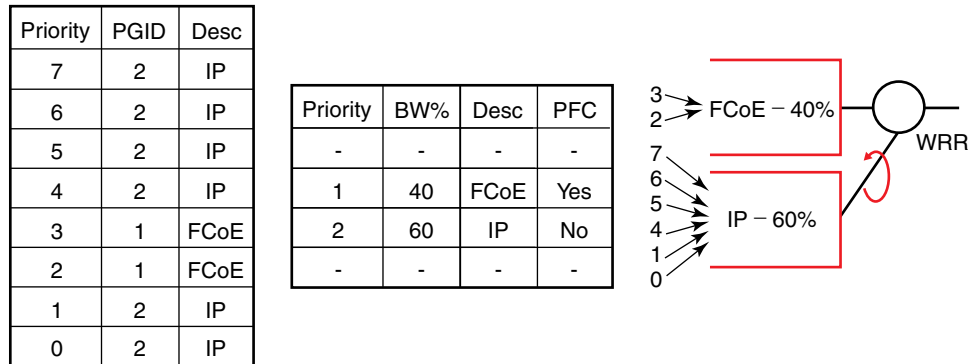 Priority PGID Desc
7 2 IP
6 2 IP
5 2 IP
4 2 IP
3 1 FCoE
2 1 FCoE
1 2 IP
0 2 IP
Priority BW% Desc PFC
- - - -
1 40 FCoE Yes
2 60 IP No
- - - -
3
2
FCoE – 40%
WRR
7
6
5
4
1
0
IP – 60%